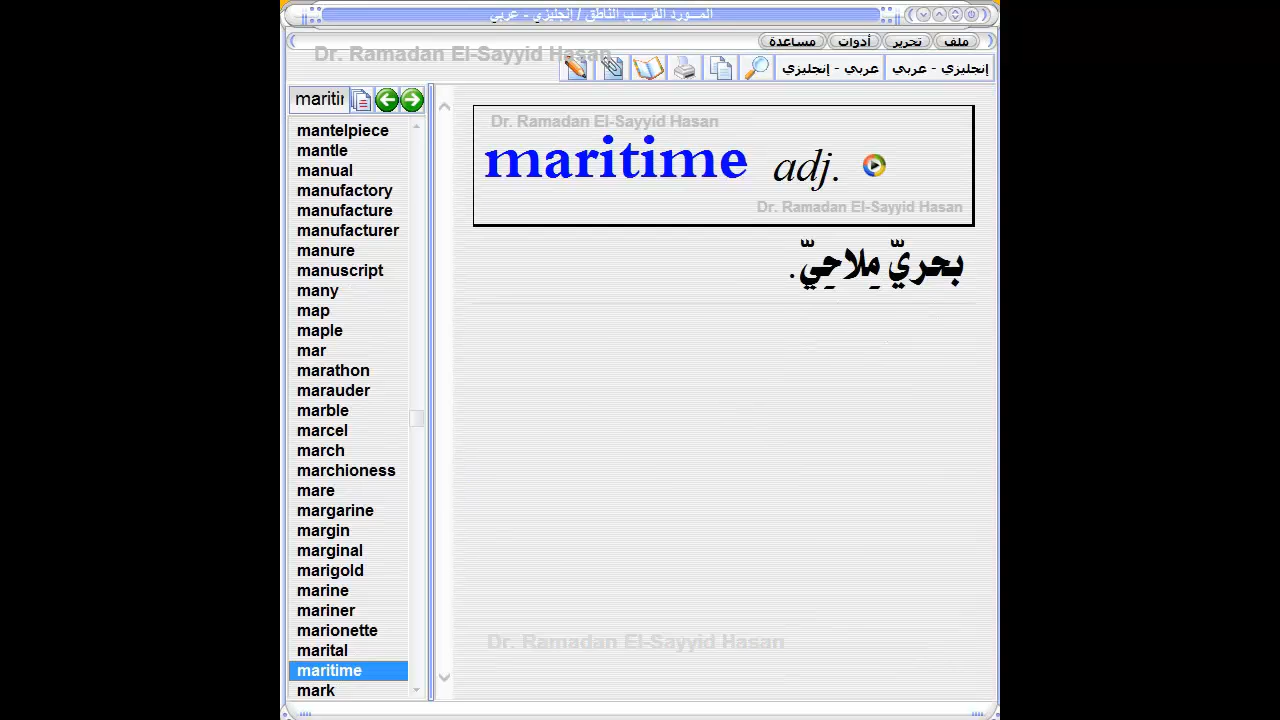 المـورد القريـب الناطق / إنجليزي - عربي
ملف تحرير أدوات مساعدة
Dr. Ramadan El-Sayyid Hasan
إنجليزي - عربي عربي - إنجليزي
maritir
mantelpiece
mantle
manual
manufactory
manufacture
manufacturer
manure
manuscript
many
map
maple
mar
marathon
marauder
marble
marcel
march
marchioness
mare
margarine
margin
marginal
marigold
marine
mariner
marionette
marital
maritime
mark
Dr. Ramadan El-Sayyid Hasan
maritime adj.
Dr. Ramadan El-Sayyid Hasan
بحريّ مِلاحِيّ.
Dr. Ramadan El-Sayyid Hasan